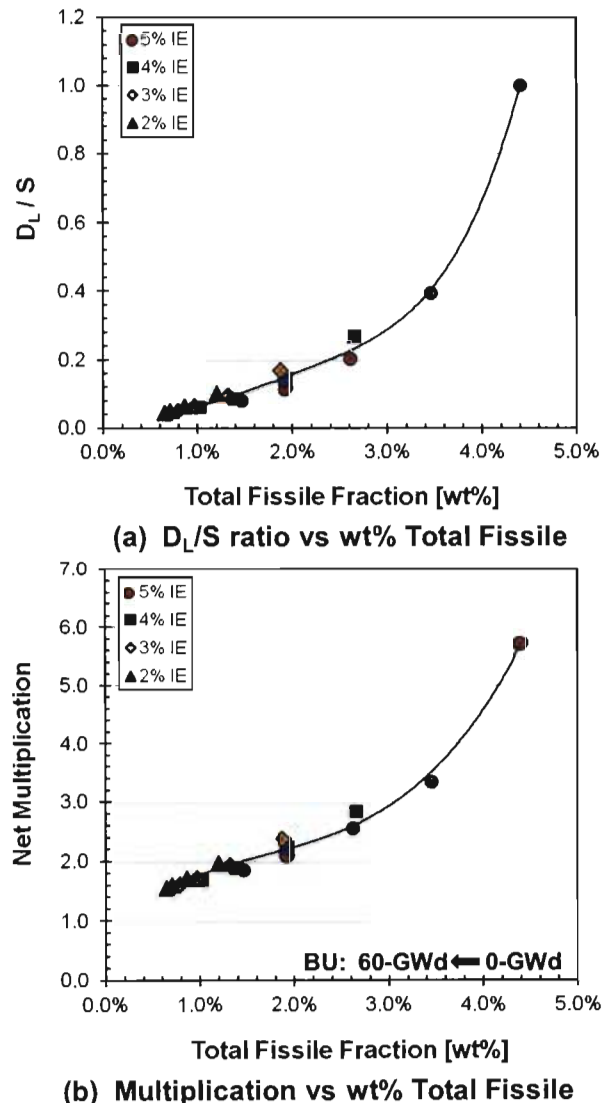 5% IE
4% IE
3% IE
2% IE
1.2
1.0
0.8
0.6
0.4
0.2
0.0
D_L / S
0.0% 1.0% 2.0% 3.0% 4.0% 5.0%
Total Fissile Fraction [wt%]
(a) D_L/S ratio vs wt% Total Fissile
5% IE
4% IE
3% IE
2% IE
7.0
6.0
5.0
4.0
3.0
2.0
1.0
0.0
Net Multiplication
BU: 60-GWd 0-GWd
0.0% 1.0% 2.0% 3.0% 4.0% 5.0%
Total Fissile Fraction [wt%]
(b) Multiplication vs wt% Total Fissile